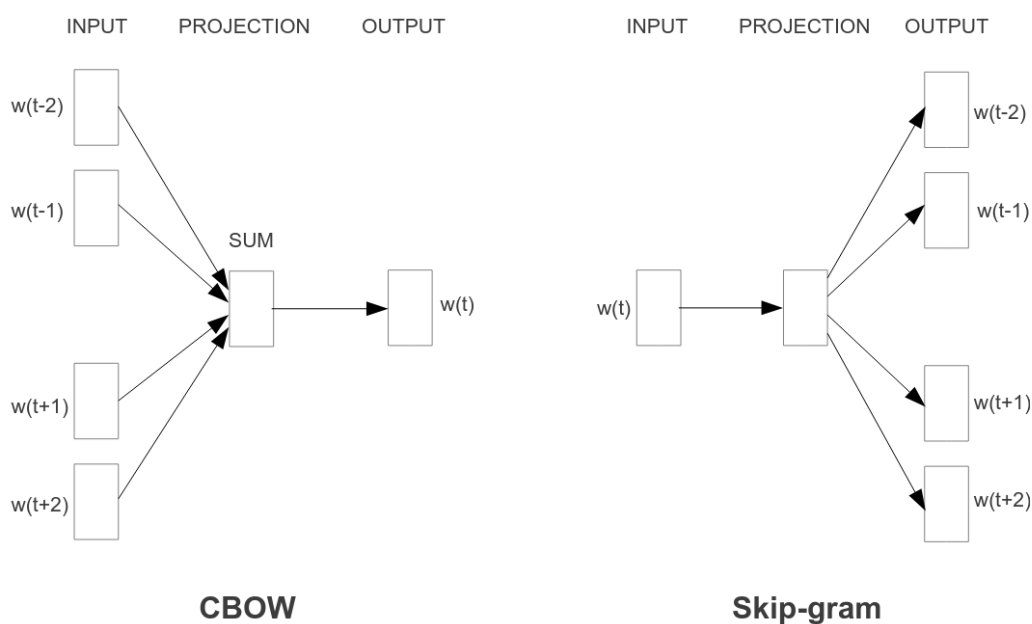 INPUT PROJECTION OUTPUT
w(t-2)
w(t-1)
SUM
w(t)
w(t+1)
w(t+2)
CBOW
INPUT PROJECTION OUTPUT
w(t-2)
w(t-1)
w(t)
w(t+1)
w(t+2)
Skip-gram